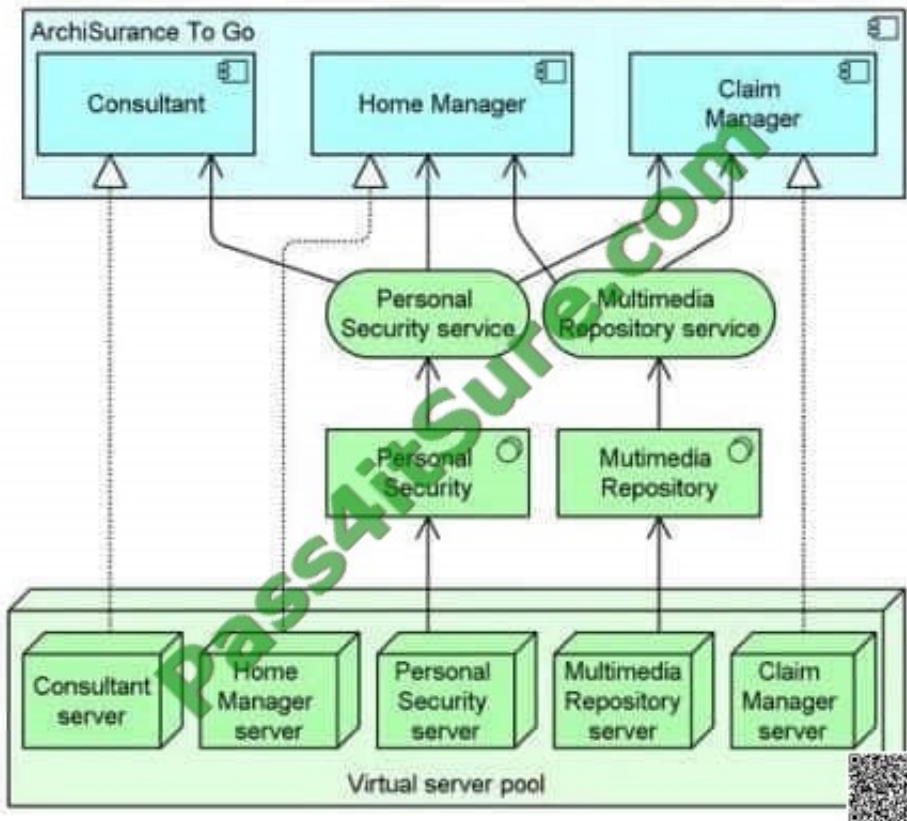 ArchiSurance To Go
Consultant
Home Manager
Claim
Manager
Personal
Security service
Multimedia
Repository service
Personal
Security
Mutimedia
Repository
Consultant
server
Home
Manager
server
Personal
Security
server
Multimedia
Repository
server
Claim
Manager
server
Virtual server pool
Pass4itSure.com